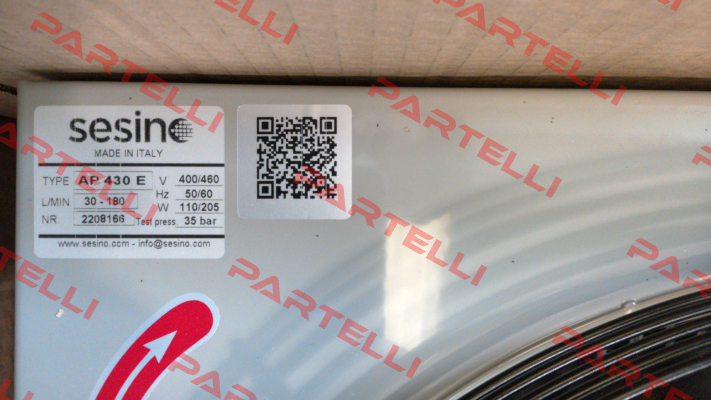 PARTELLI
PARTELLI
PARTELLI
PARTELLI
PARTELLI
PARTELLI
PARTELLI
PARTELLI
PARTELLI
sesino
MADE IN ITALY
TYPE AP 430 E V 400/460
Hz 50/60
L/MIN 30 - 180 W 110/205
NR. 2208166 Test press. 35 bar
www.sesino.com - info@sesino.com